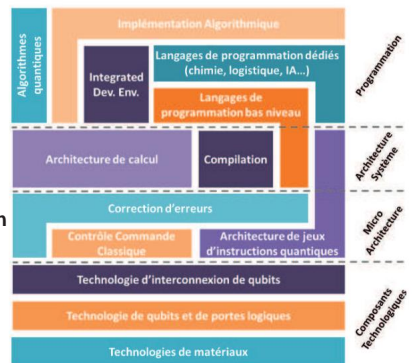 Implémentation Algorithmique
Algorithmes
quantiques
Integrated
Dev. Env.
Langages de programmation dédiés
(chimie, logistique, IA...)
Langages de
programmation bas niveau
Programmation
Architecture de calcul
Compilation
Architecture
Système
Correction d'erreurs
n
Contrôle Commande
Classique
Architecture de jeux
d'instructions quantiques
Micro
Architecture
Technologie d'interconnexion de qubits
Technologie de qubits et de portes logiques
Technologies de matériaux
Composants
Technologiques